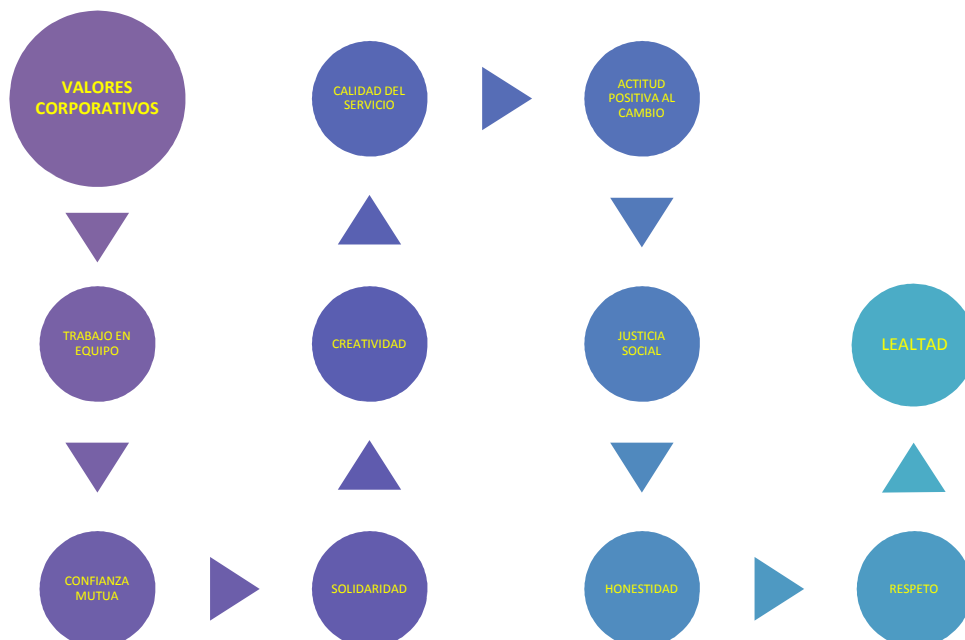 VALORES
CORPORATIVOS
TRABAJO EN
EQUIPO
CONFIANZA
MUTUA
SOLIDARIDAD
CREATIVIDAD
CALIDAD DEL
SERVICIO
ACTITUD
POSITIVA AL
CAMBIO
JUSTICIA
SOCIAL
HONESTIDAD
RESPETO
LEALTAD